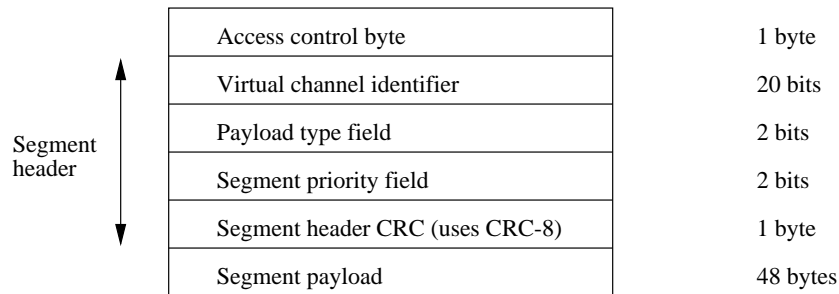 Access control byte 1 byte
Virtual channel identifier 20 bits
Payload type field 2 bits
Segment header
Segment priority field 2 bits
Segment header CRC (uses CRC-8) 1 byte
Segment payload 48 bytes